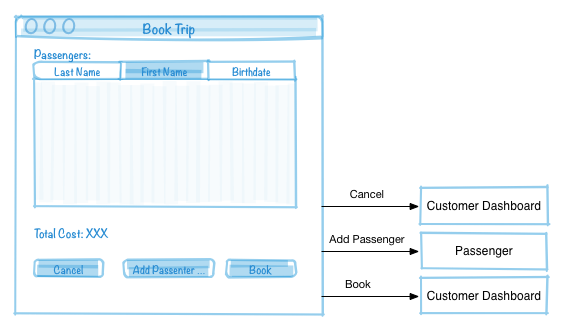 Book Trip
Passengers:
Last Name First Name Birthdate
Total Cost: XXX
Cancel Add Passenter ... Book
Cancel Customer Dashboard
Add Passenger Passenger
Book Customer Dashboard